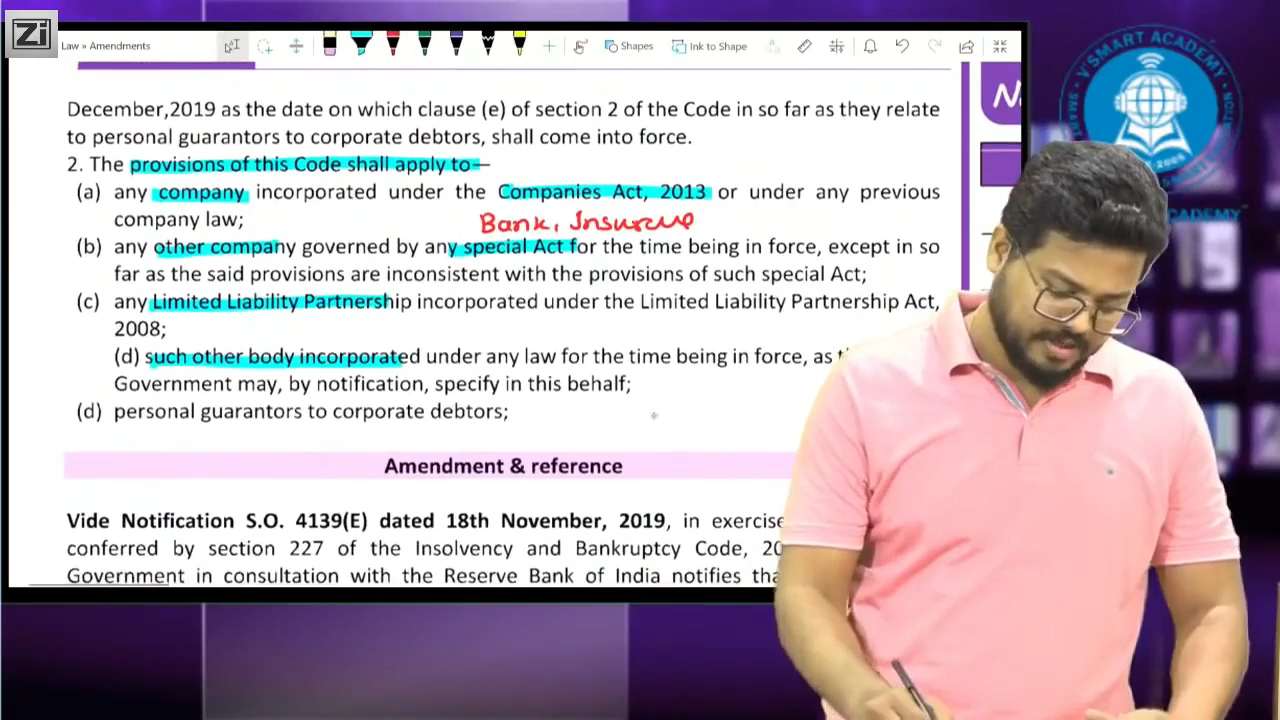 Zi
Law » Amendments
Shapes
Ink to Shape
December,2019 as the date on which clause (e) of section 2 of the Code in so far as they relate
to personal guarantors to corporate debtors, shall come into force.
2. The provisions of this Code shall apply to—
(a) any company incorporated under the Companies Act, 2013 or under any previous
company law;
Bank, Insurance
(b) any other company governed by any special Act for the time being in force, except in so
far as the said provisions are inconsistent with the provisions of such special Act;
(c) any Limited Liability Partnership incorporated under the Limited Liability Partnership Act,
2008;
(d) such other body incorporated under any law for the time being in force, as
Government may, by notification, specify in this behalf;
(d) personal guarantors to corporate debtors;
Amendment & reference
Vide Notification S.O. 4139(E) dated 18th November, 2019, in exercise
conferred by section 227 of the Insolvency and Bankruptcy Code, 20
Government in consultation with the Reserve Bank of India notifies tha
V'SMART ACADEMY